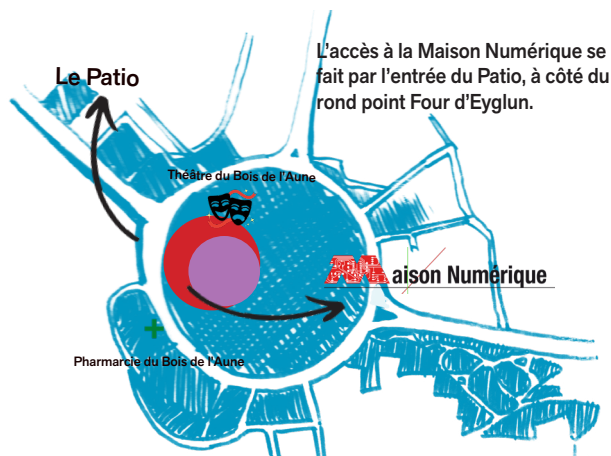 L'accès à la Maison Numérique se
fait par l'entrée du Patio, à côté du
rond point Four d'Eyglun.
Le Patio
Théâtre du Bois de l'Aune
Maison Numérique
Pharmarcie du Bois de l'Aune